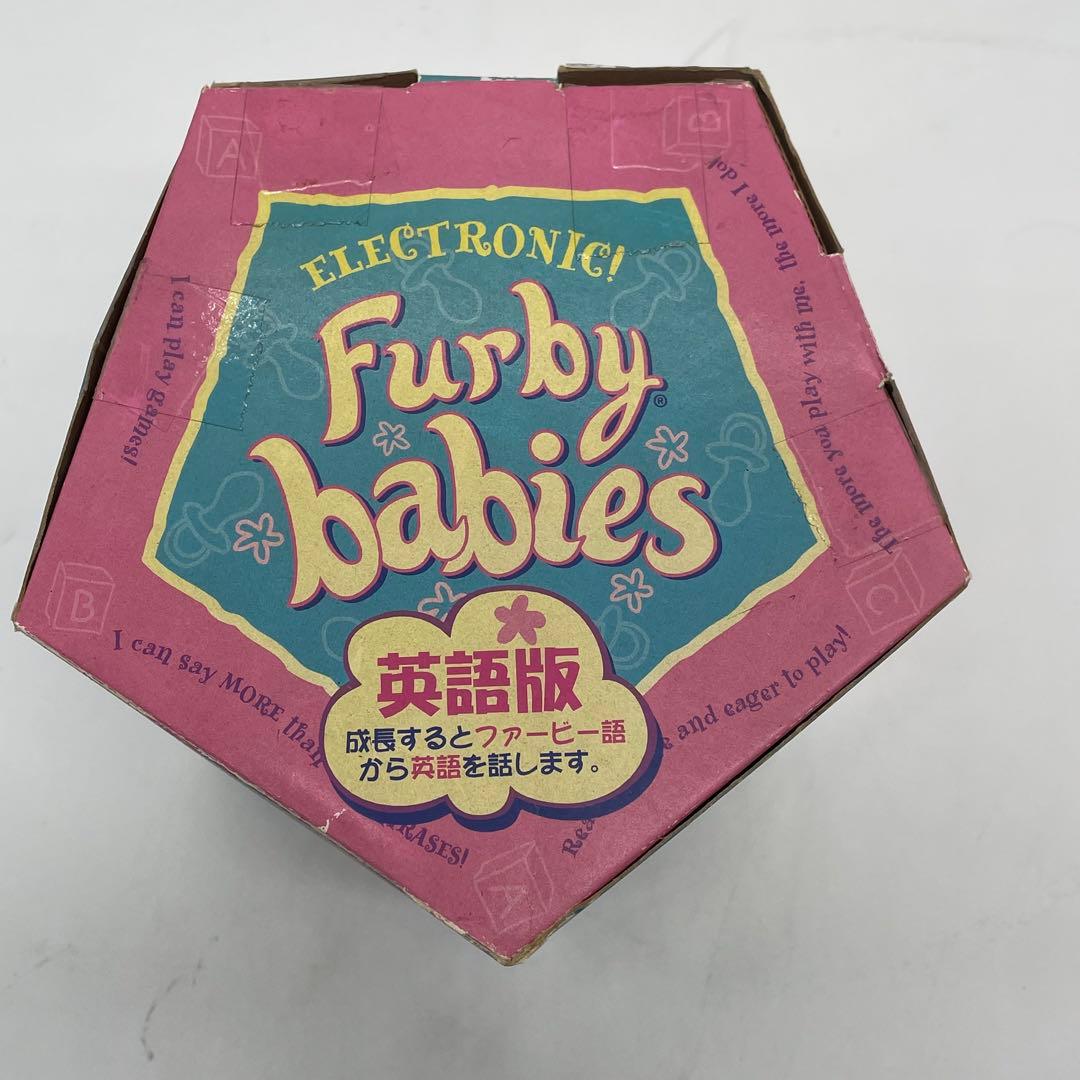 ELECTRONIC!
Furby®
babies
英語版
成長するとファービー語
から英語を話します。
I can play games!
The more you play with me, the more I do!
I can say MORE than
RASES!
and eager to play!
A
B
B
C
A